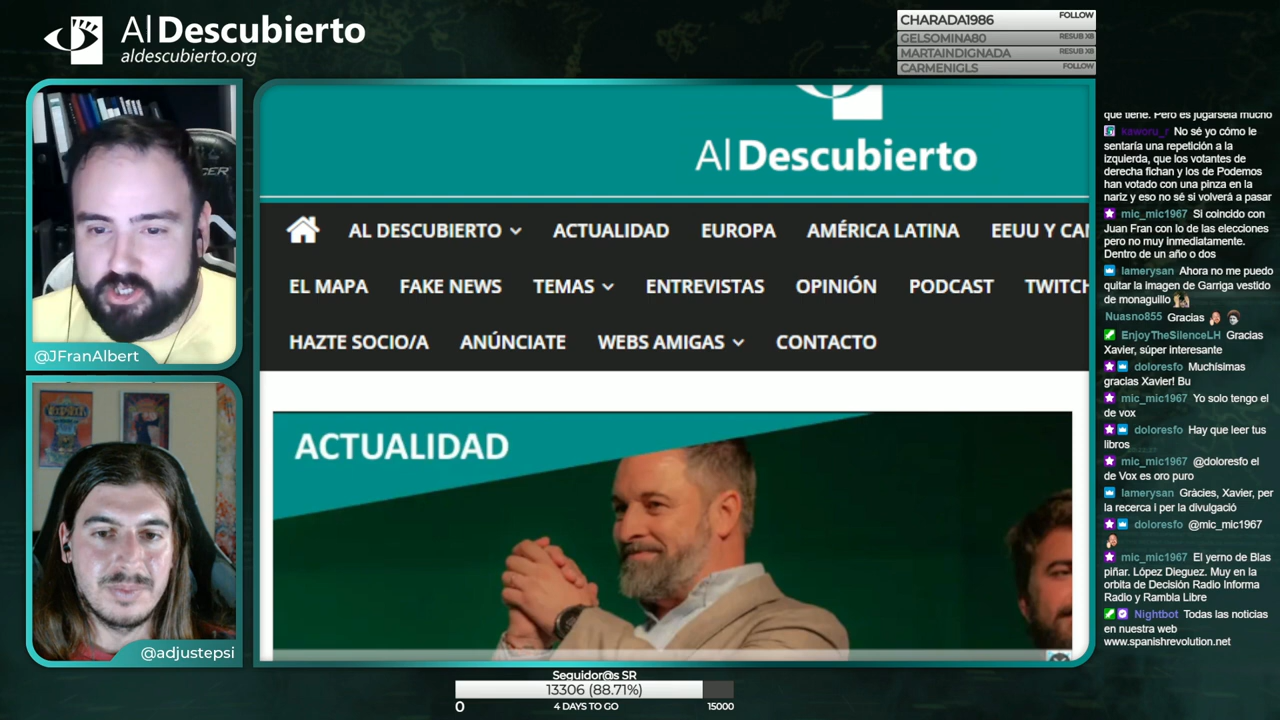 Al Descubierto
aldescubierto.org
CHARADA1986 FOLLOW
GELSOMINA80 RESUB X8
MARTAINDIGNADA RESUB X8
CARMENIGLS FOLLOW
@JFranAlbert
@adjustepsi
Al Descubierto
AL DESCUBIERTO ACTUALIDAD EUROPA AMÉRICA LATINA EEUU Y CAN
EL MAPA FAKE NEWS TEMAS ENTREVISTAS OPINIÓN PODCAST TWITCH
HAZTE SOCIO/A ANÚNCIATE WEBS AMIGAS CONTACTO
ACTUALIDAD
que tiene. Pero es jugársela mucho
kaworu_r No sé yo cómo le
sentaría una repetición a la
izquierda, que los votantes de
derecha fichan y los de Podemos
han votado con una pinza en la
nariz y eso no sé si volverá a pasar
mic_mic1967 Si coincido con
Juan Fran con lo de las elecciones
pero no muy inmediatamente.
Dentro de un año o dos
lamerysan Ahora no me puedo
quitar la imagen de Garriga vestido
de monaguillo
Nuasno855 Gracias
EnjoyTheSilenceLH Gracias
Xavier, súper interesante
doloresfo Muchísimas
gracias Xavier! Bu
mic_mic1967 Yo solo tengo el
de vox
doloresfo Hay que leer tus
libros
mic_mic1967 @doloresfo el
de Vox es oro puro
lamerysan Gràcies, Xavier, per
la recerca i per la divulgació
doloresfo @mic_mic1967
mic_mic1967 El yerno de Blas
piñar. López Dieguez. Muy en la
orbita de Decisión Radio Informa
Radio y Rambla Libre
Nightbot Todas las noticias
en nuestra web
www.spanishrevolution.net
Seguidor@s SR
13306 (88.71%)
0 4 DAYS TO GO 15000